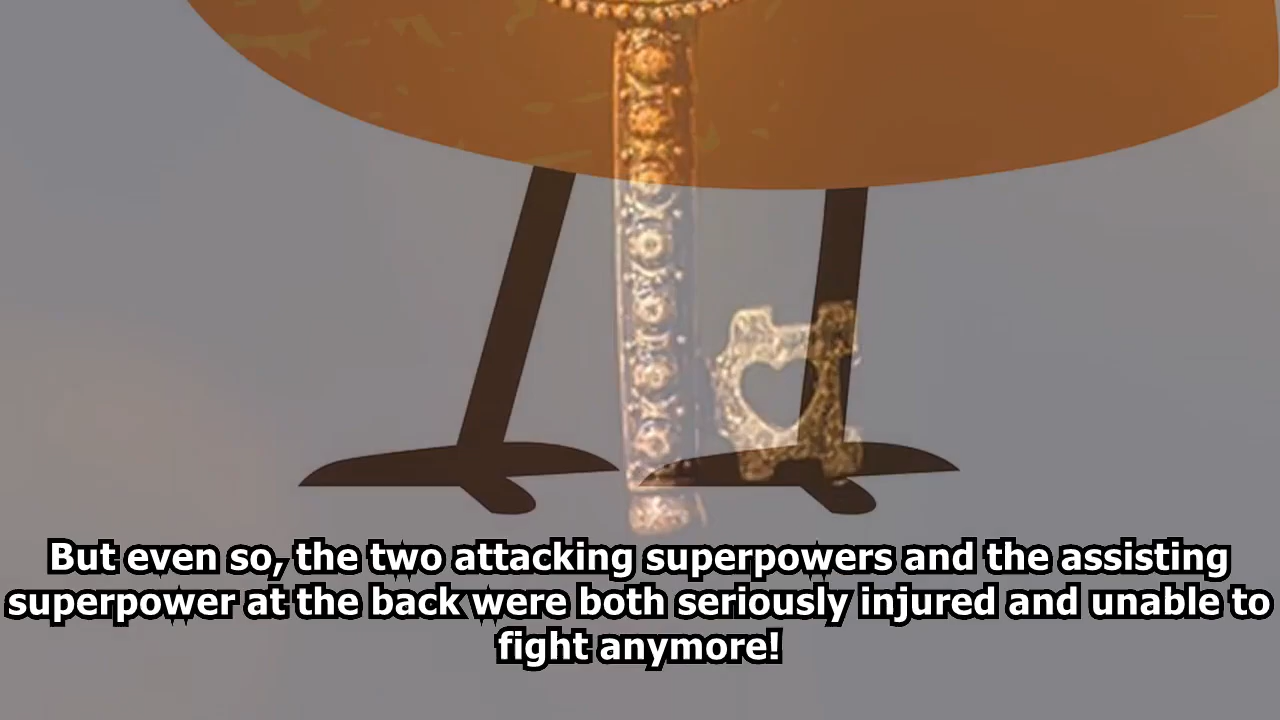 But even so, the two attacking superpowers and the assisting
superpower at the back were both seriously injured and unable to
fight anymore!